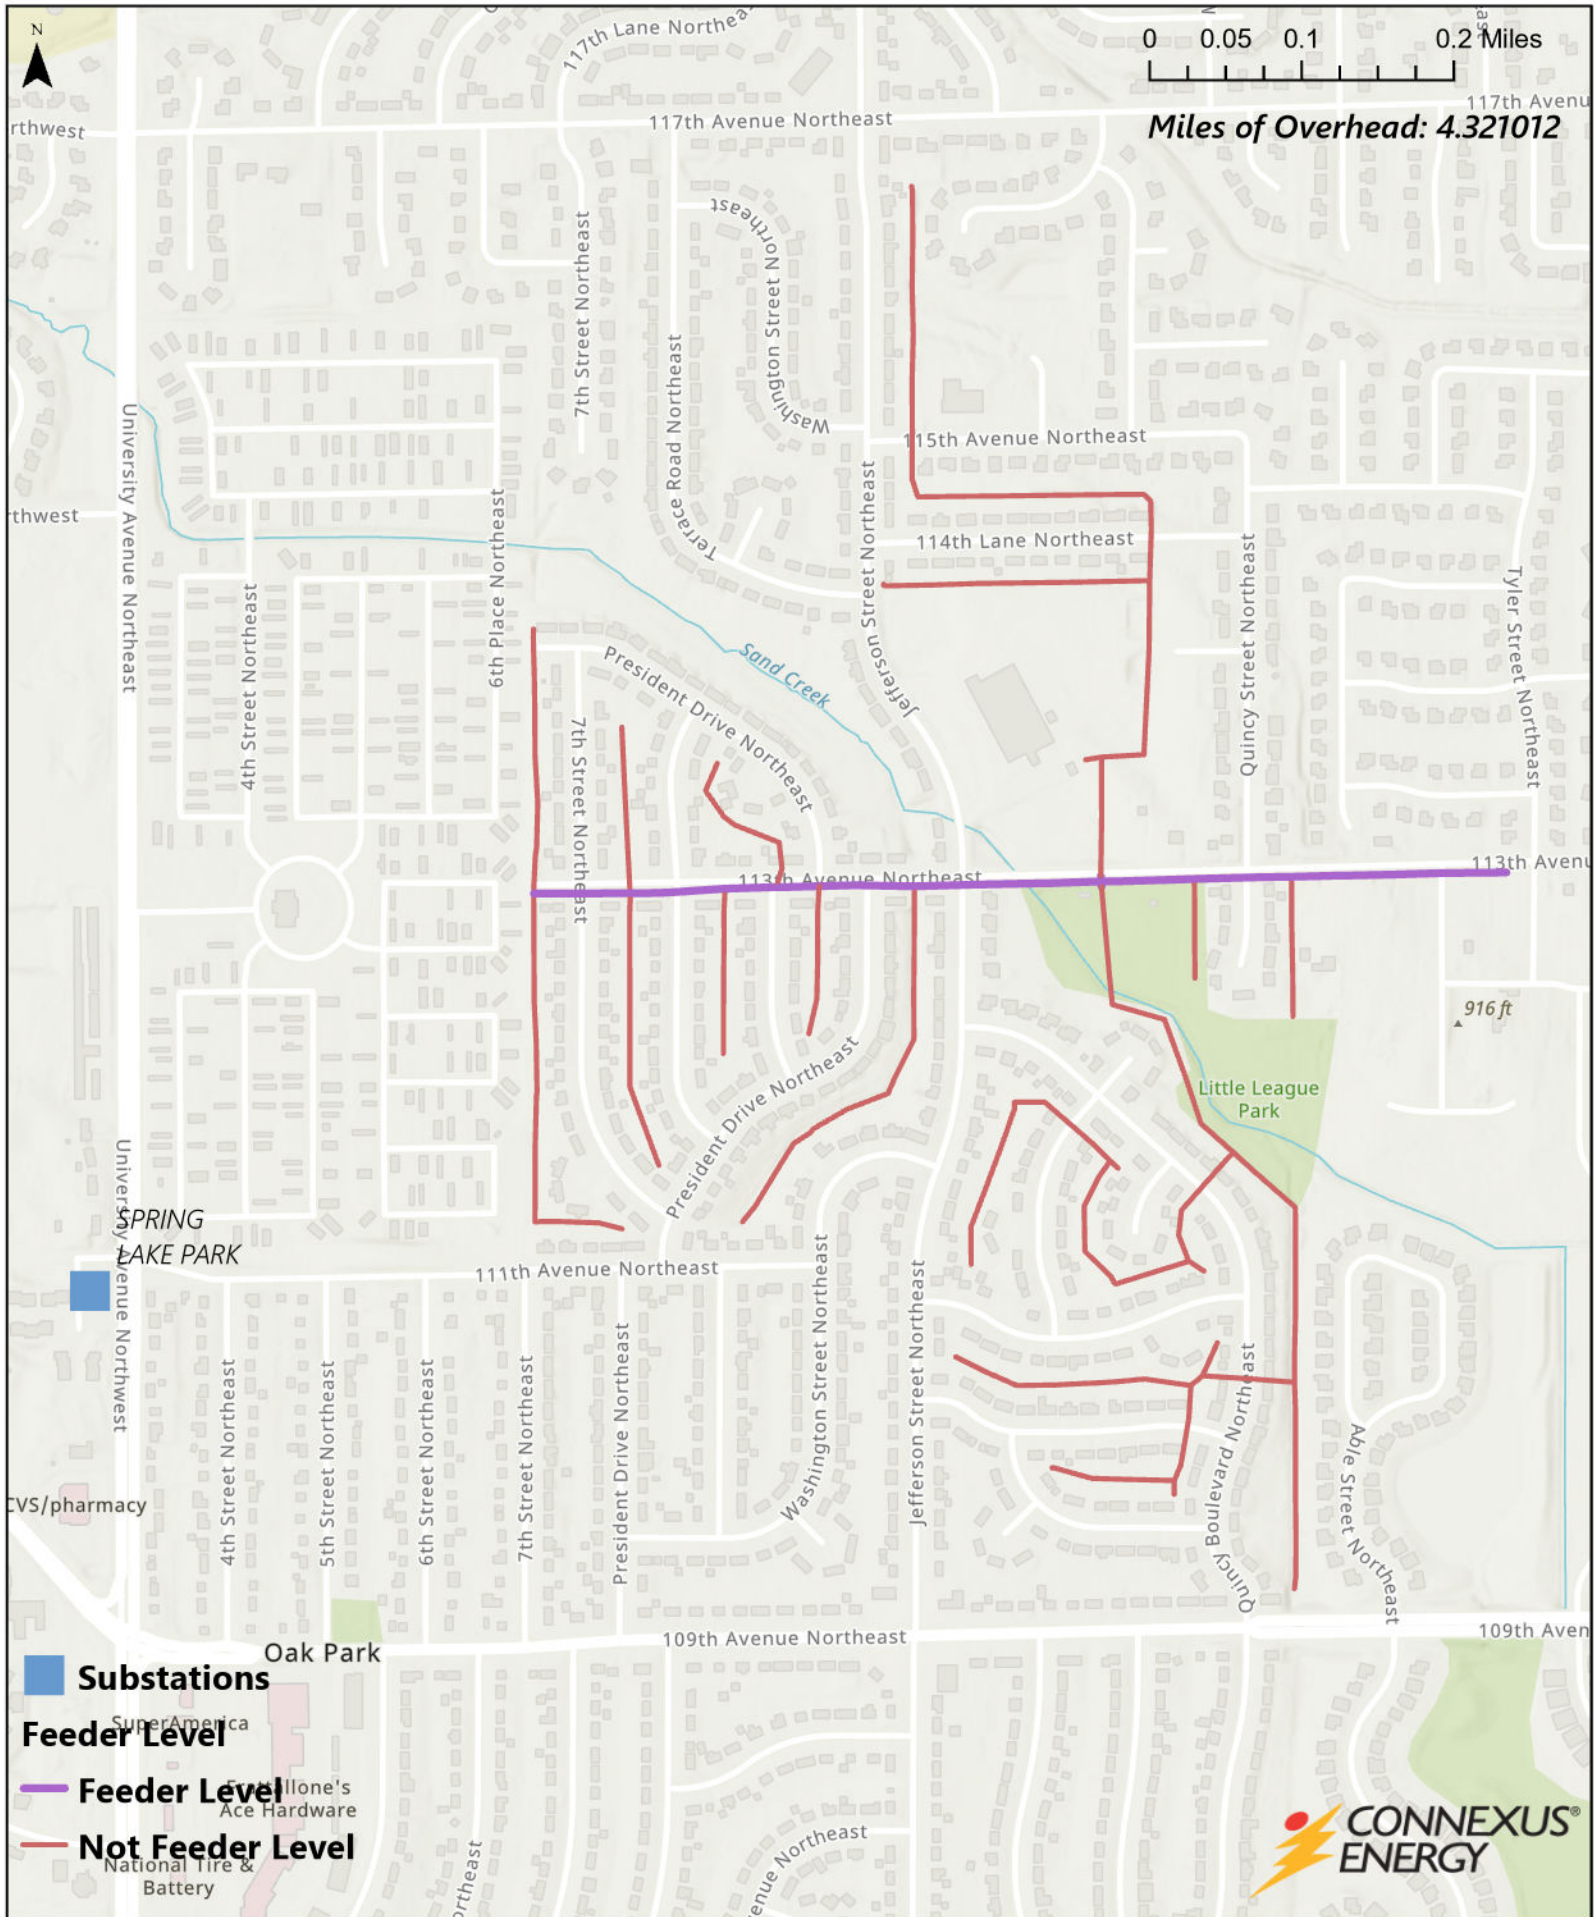 N
0 0.05 0.1 0.2 Miles
117th Lane Northea
rthwest
117th Avenue Northeast
117th Avenu
Miles of Overhead: 4.321012
7th Street Northeast
Terrace Road Northeast
Washington Street Northeast
115th Avenue Northeast
University Avenue Northeast
rthwest
6th Place Northeast
Jefferson Street Northeast
114th Lane Northeast
Quincy Street Northeast
Tyler Street Northeast
4th Street Northeast
President Drive Northeast
Sand Creek
7th Street Northeast
113th Avenue Northeast
113th Avenu
916 ft
Little League
Park
President Drive Northeast
SPRING
LAKE PARK
University Avenue Northwest
111th Avenue Northeast
4th Street Northeast
5th Street Northeast
6th Street Northeast
7th Street Northeast
President Drive Northeast
Washington Street Northeast
Jefferson Street Northeast
Quincy Boulevard Northeast
Able Street Northeast
CVS/pharmacy
Oak Park
109th Avenue Northeast
109th Aven
Substations
SuperAmerica
Feeder Level
Feeder Level
Frattallone's
Ace Hardware
Not Feeder Level
National Tire &
Battery
ortheast
venue Northeast
CONNEXUS®
ENERGY